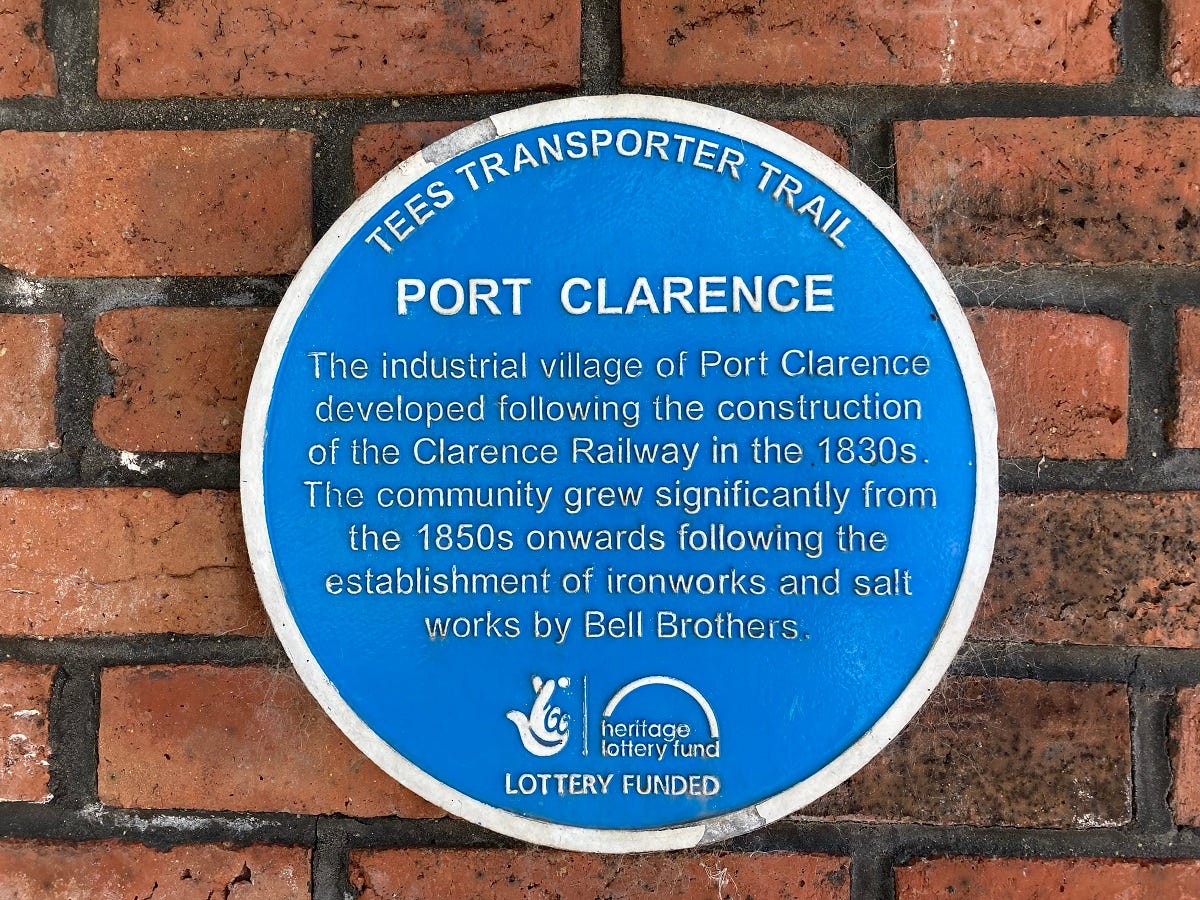 TEES TRANSPORTER TRAIL
PORT CLARENCE
The industrial village of Port Clarence
developed following the construction
of the Clarence Railway in the 1830s.
The community grew significantly from
the 1850s onwards following the
establishment of ironworks and salt
works by Bell Brothers.
heritage
lottery fund
LOTTERY FUNDED